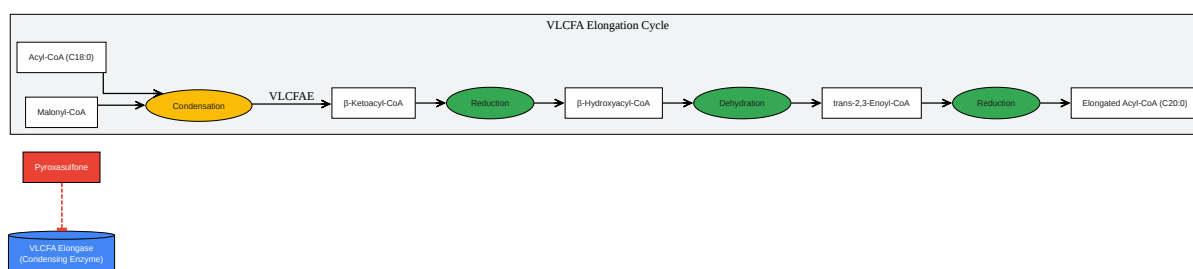 VLCFA Elongation Cycle
Acyl-CoA (C18:0)
Malonyl-CoA
Condensation
VLCFAE
β-Ketoacyl-CoA
Reduction
β-Hydroxyacyl-CoA
Dehydration
trans-2,3-Enoyl-CoA
Reduction
Elongated Acyl-CoA (C20:0)
Pyroxasulfone
VLCFA Elongase
(Condensing Enzyme)